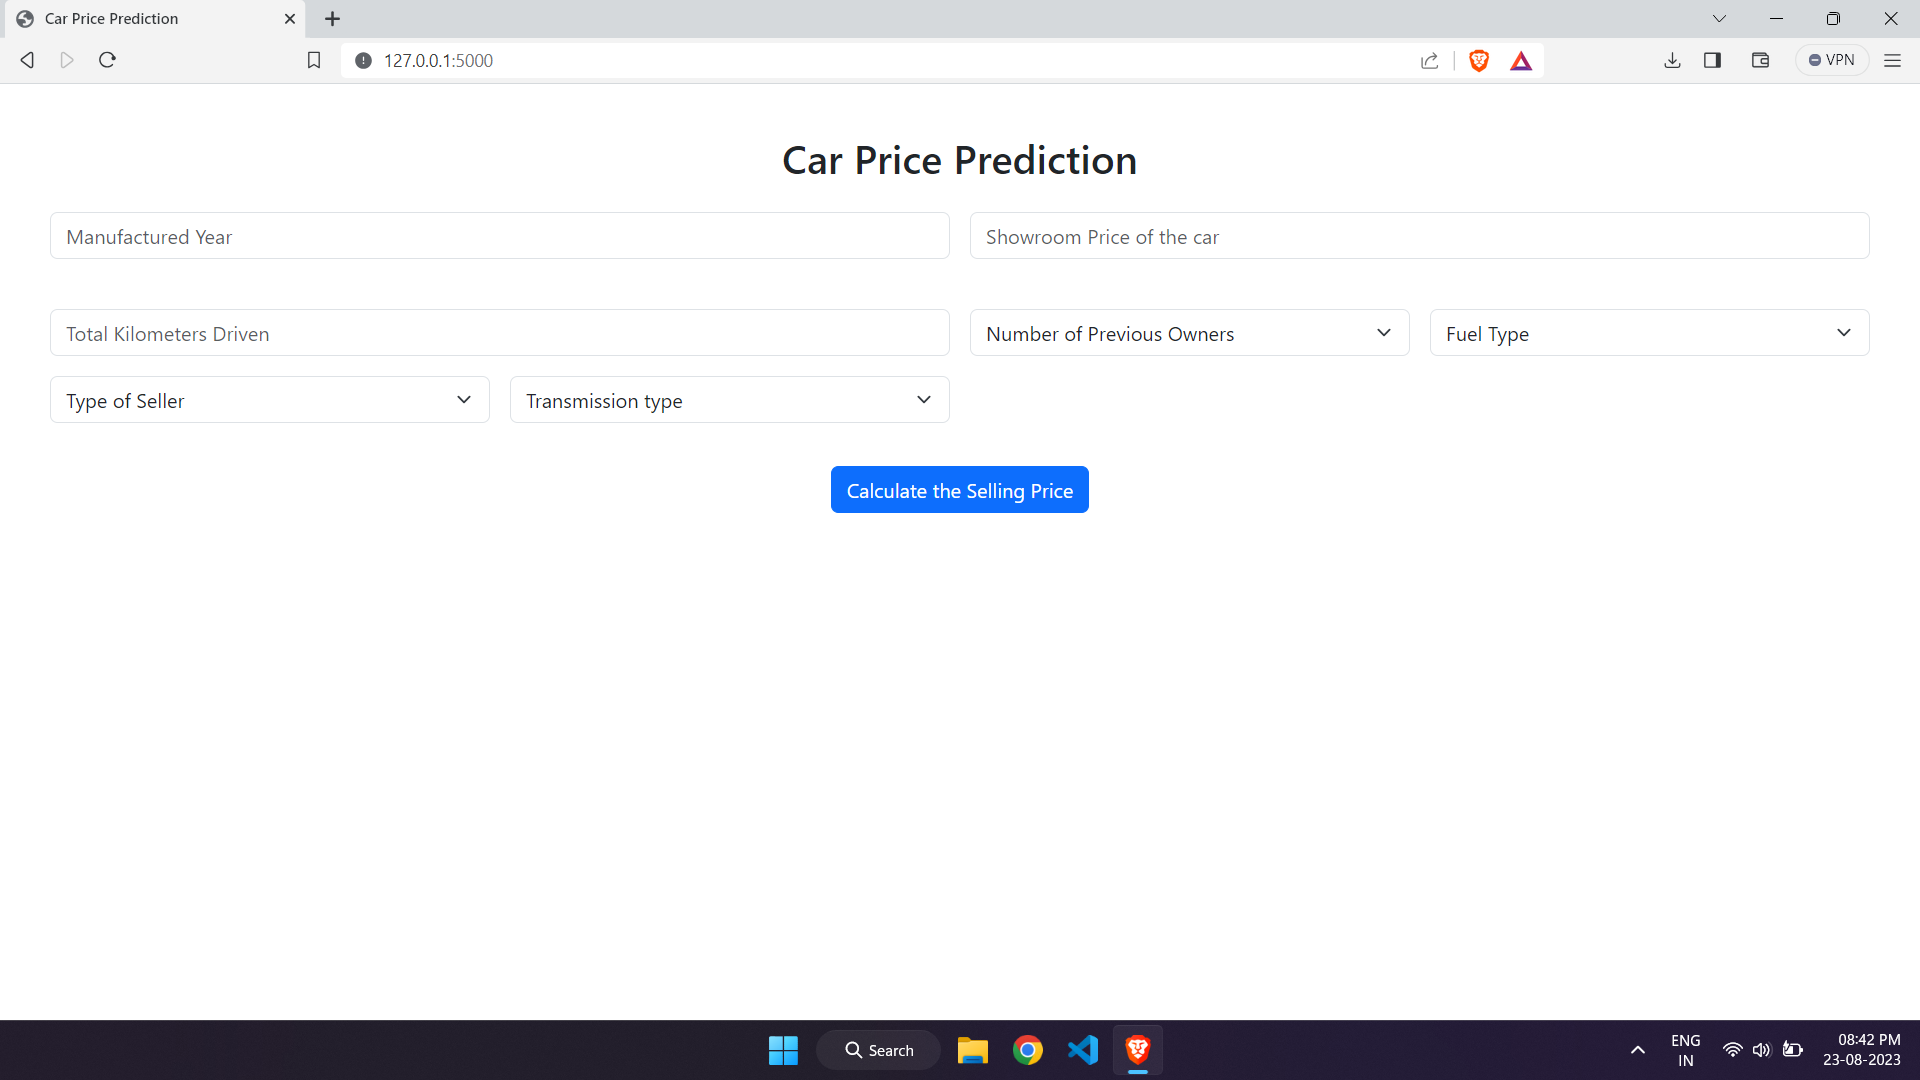 Car Price Prediction
127.0.0.1:5000
VPN
Car Price Prediction
Manufactured Year
Showroom Price of the car
Total Kilometers Driven
Number of Previous Owners
Fuel Type
Type of Seller
Transmission type
Calculate the Selling Price
Search
ENG
IN
08:42 PM
23-08-2023